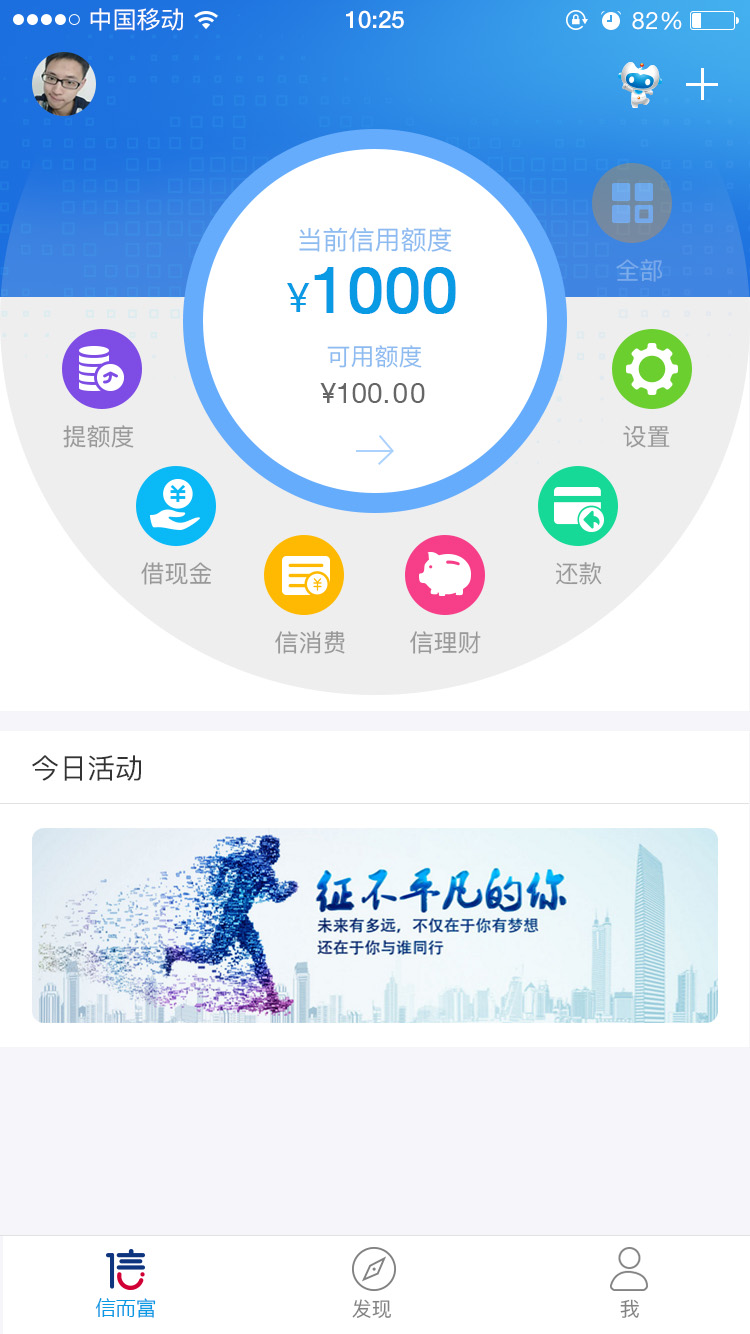 中国移动
10:25
82%
全部
当前信用额度
¥1000
可用额度
¥100.00
提额度
设置
借现金
还款
信消费
信理财
今日活动
征不平凡的你
未来有多远，不仅在于你有梦想
还在于你与谁同行
信
信而富
发现
我